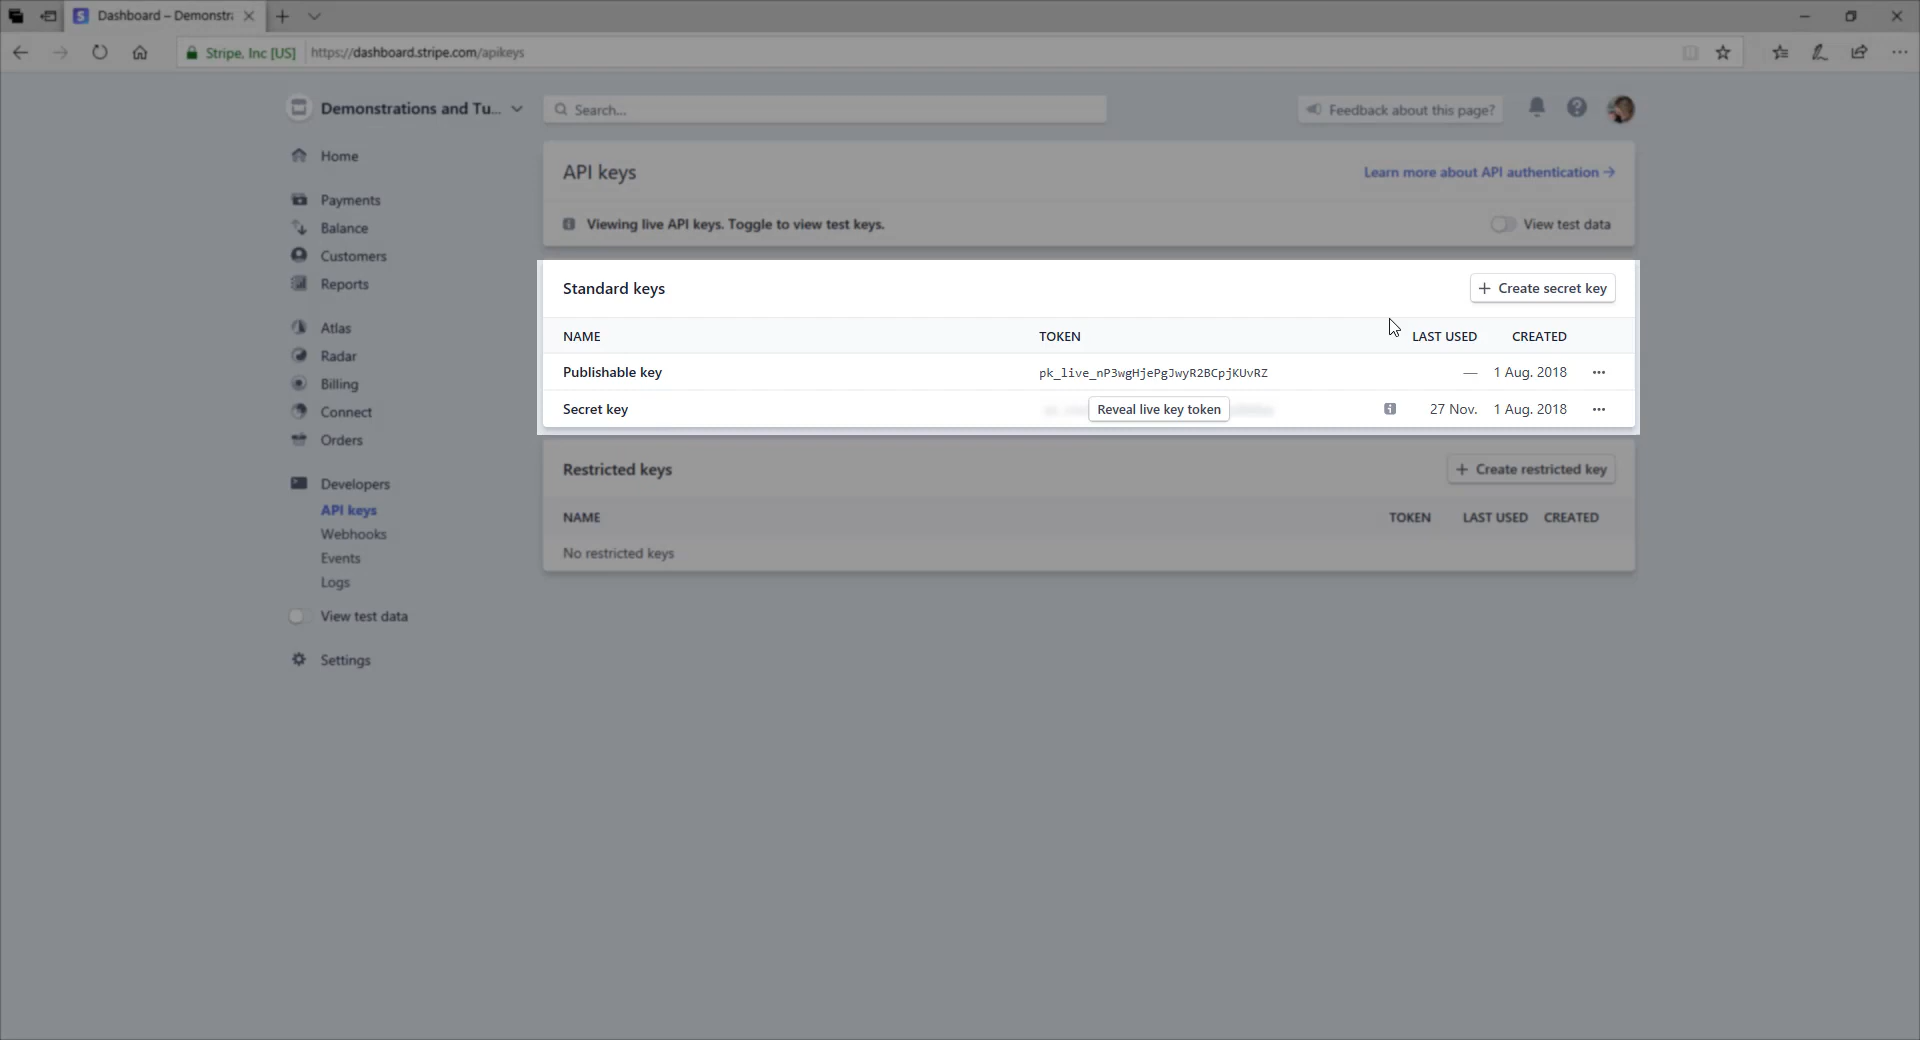 Dashboard – Demonstra
Stripe, Inc [US]
https://dashboard.stripe.com/apikeys
Demonstrations and Tu...
Search...
Feedback about this page?
Home
Payments
Balance
Customers
Reports
Atlas
Radar
Billing
Connect
Orders
Developers
API keys
Webhooks
Events
Logs
View test data
Settings
API keys
Learn more about API authentication →
Viewing live API keys. Toggle to view test keys.
View test data
Standard keys
+ Create secret key
NAME TOKEN LAST USED CREATED
Publishable key pk_live_nP3wgHjePgJwyR2BCpjKUvRZ — 1 Aug. 2018 •••
Secret key Reveal live key token 27 Nov. 1 Aug. 2018 •••
Restricted keys
+ Create restricted key
NAME TOKEN LAST USED CREATED
No restricted keys